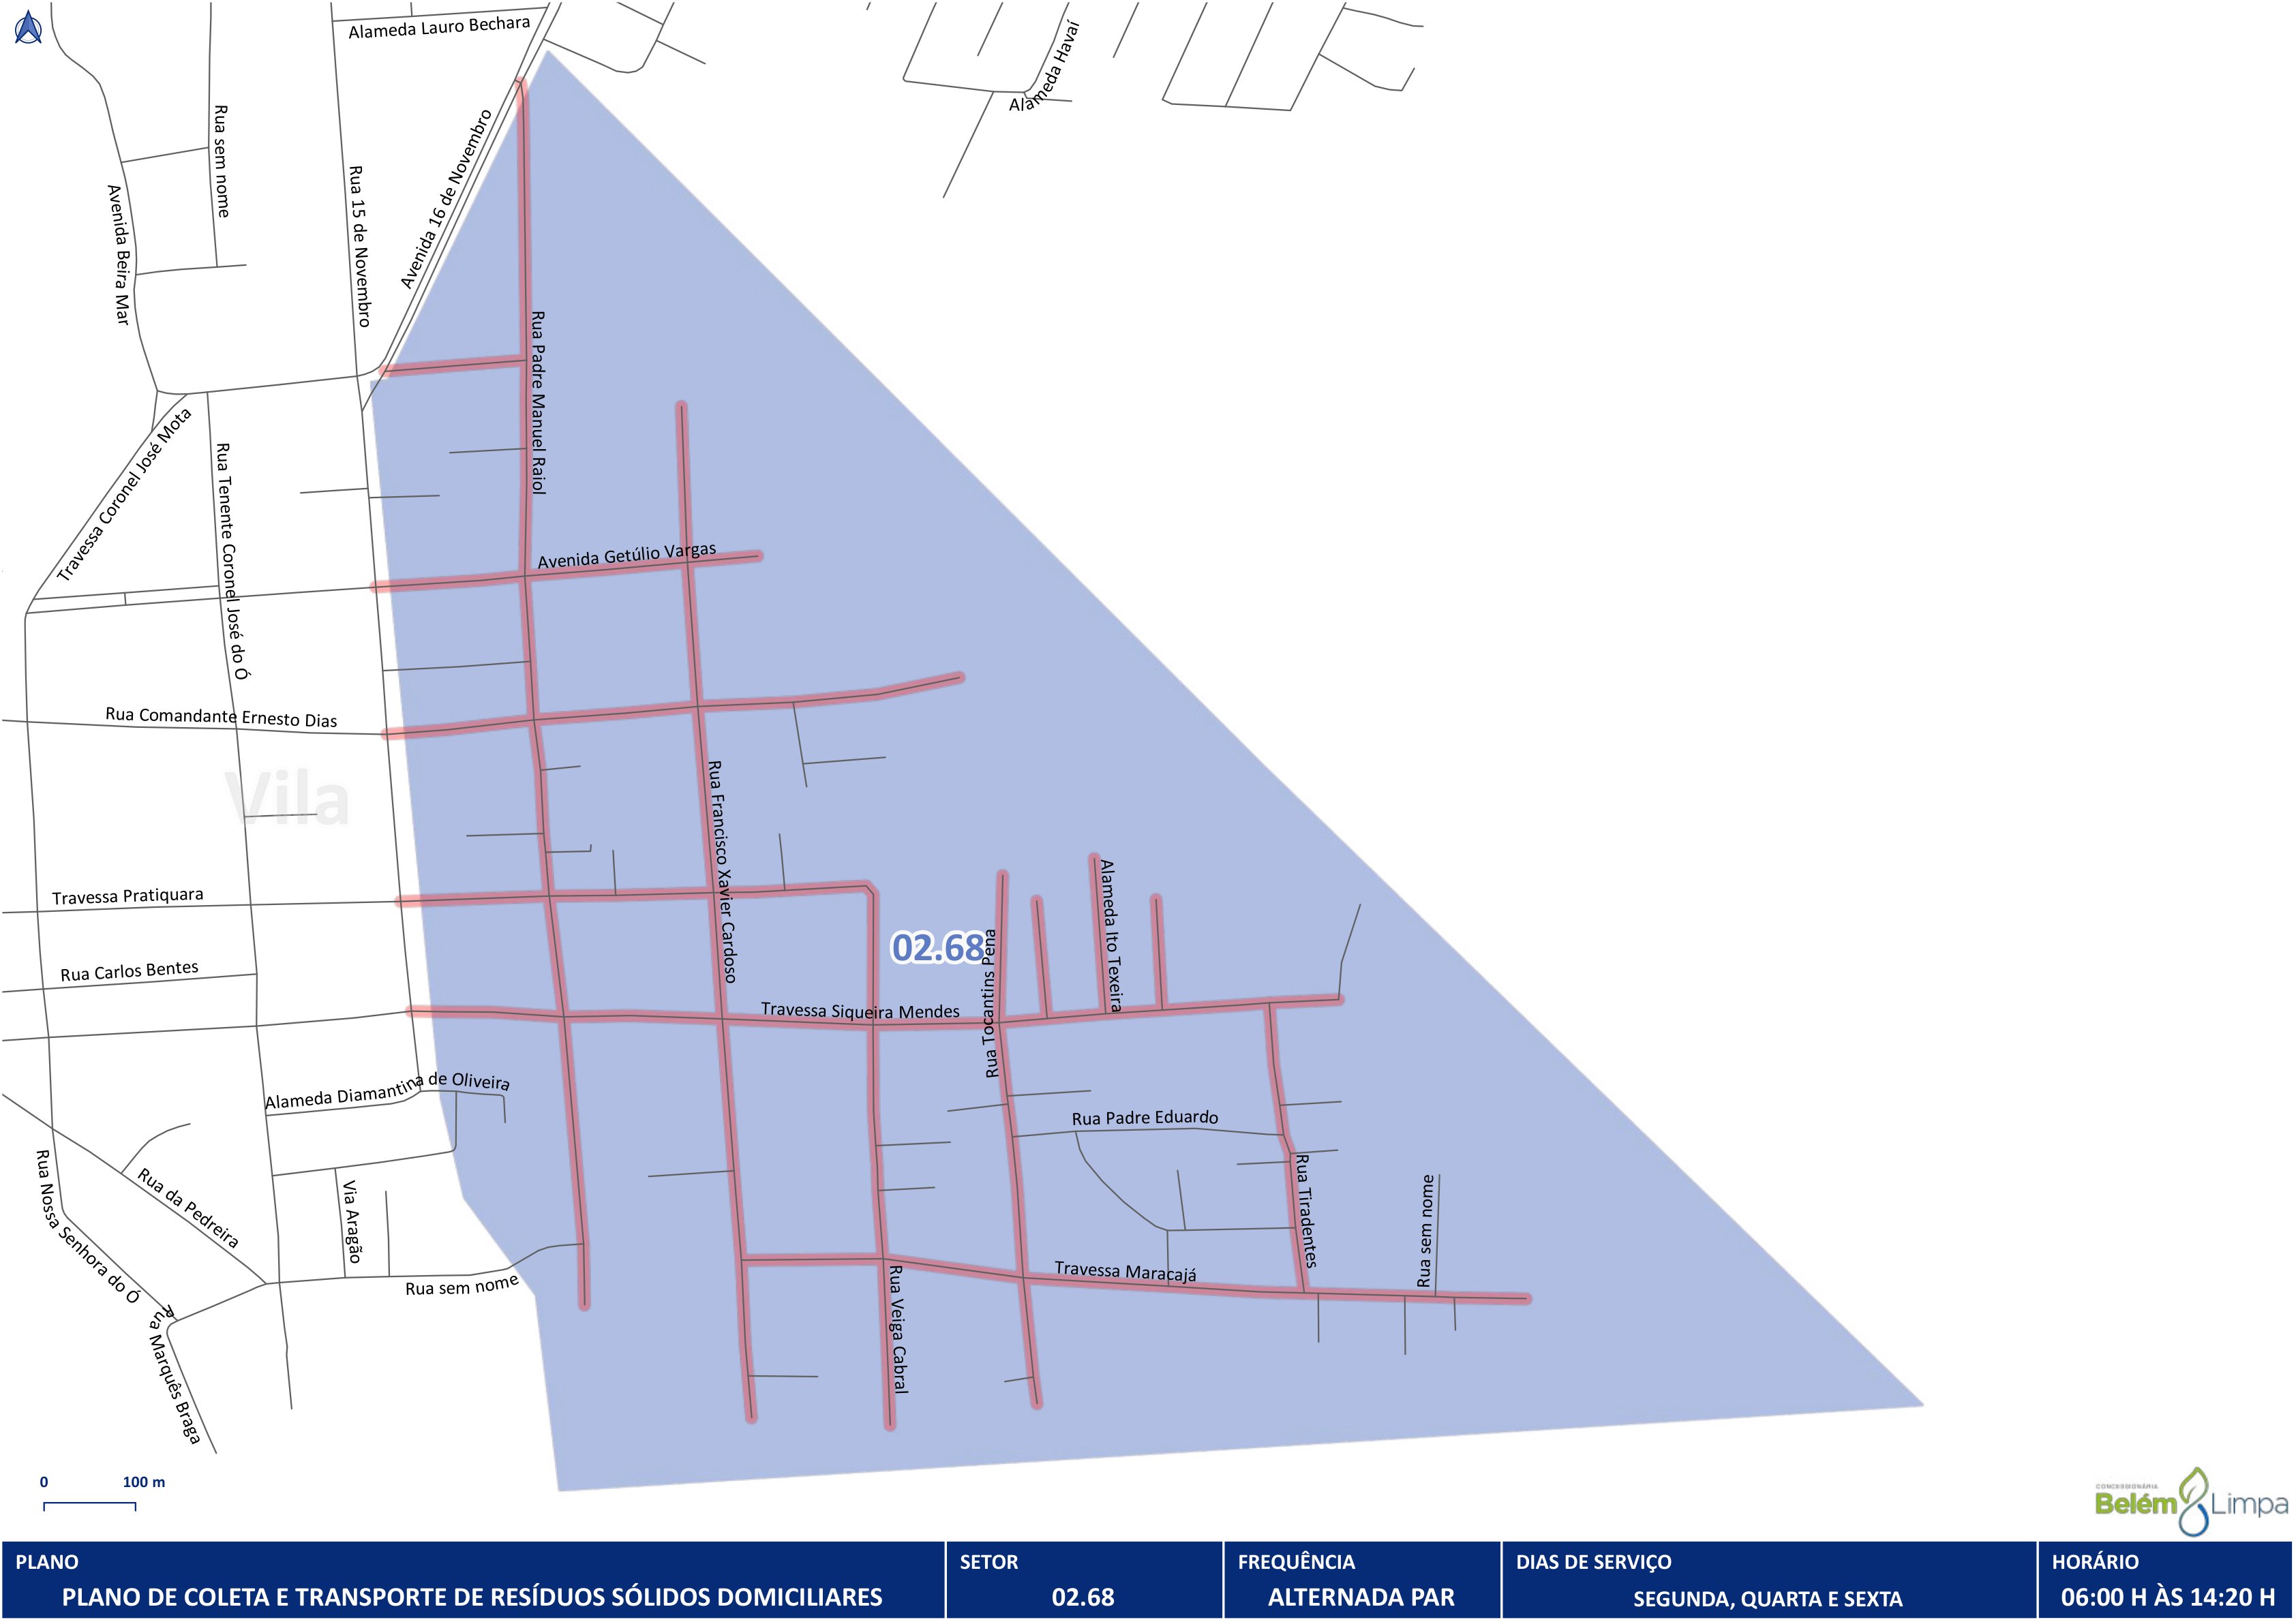 Alameda Lauro Bechara
Alameda Havaí
Rua sem nome
Avenida 16 de Novembro
Rua 15 de Novembro
Avenida Beira Mar
Rua Padre Manuel Raiol
Travessa Coronel José Mota
Rua Tenente Coronel José do Ó
Avenida Getúlio Vargas
Rua Comandante Ernesto Dias
Vila
Rua Francisco Xavier Cardoso
Travessa Pratiquara
Alameda Ito Texeira
02.68
Rua Tocantins Pena
Rua Carlos Bentes
Travessa Siqueira Mendes
Alameda Diamantina de Oliveira
Rua Padre Eduardo
Rua Nossa Senhora do Ó
Rua da Pedreira
Via Aragão
Rua Tiradentes
Rua sem nome
Travessa Maracajá
Rua sem nome
Rua Veiga Cabral
Rua Marquês Braga
0 100 m
CONCESSIONÁRIA
Belém Limpa
PLANO
PLANO DE COLETA E TRANSPORTE DE RESÍDUOS SÓLIDOS DOMICILIARES
SETOR
02.68
FREQUÊNCIA
ALTERNADA PAR
DIAS DE SERVIÇO
SEGUNDA, QUARTA E SEXTA
HORÁRIO
06:00 H ÀS 14:20 H